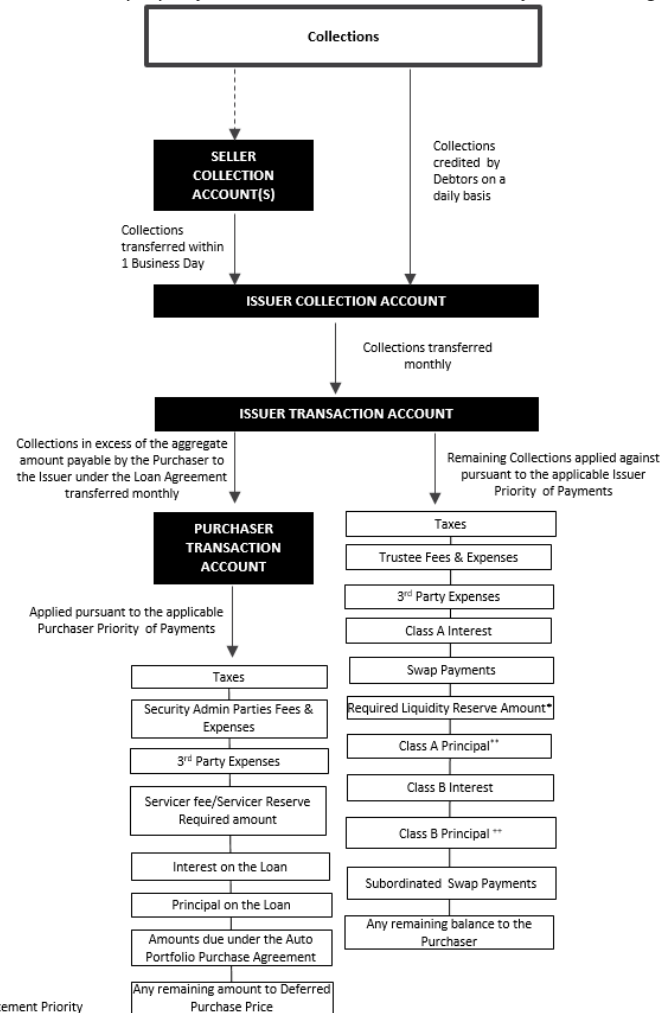 Collections
SELLER
COLLECTION
ACCOUNT(S)
Collections
credited by
Debtors on a
daily basis
Collections
transferred within
1 Business Day
ISSUER COLLECTION ACCOUNT
Collections transferred
monthly
ISSUER TRANSACTION ACCOUNT
Collections in excess of the aggregate
amount payable by the Purchaser to
the Issuer under the Loan Agreement
transferred monthly
Remaining Collections applied against
pursuant to the applicable Issuer
Priority of Payments
PURCHASER
TRANSACTION
ACCOUNT
Applied pursuant to the applicable
Purchaser Priority of Payments
Taxes
Security Admin Parties Fees &
Expenses
3rd Party Expenses
Servicer fee/Servicer Reserve
Required amount
Interest on the Loan
Principal on the Loan
Amounts due under the Auto
Portfolio Purchase Agreement
Any remaining amount to Deferred
Purchase Price
Taxes
Trustee Fees & Expenses
3rd Party Expenses
Class A Interest
Swap Payments
Required Liquidity Reserve Amount*
Class A Principal**
Class B Interest
Class B Principal ++
Subordinated Swap Payments
Any remaining balance to the
Purchaser
Priority